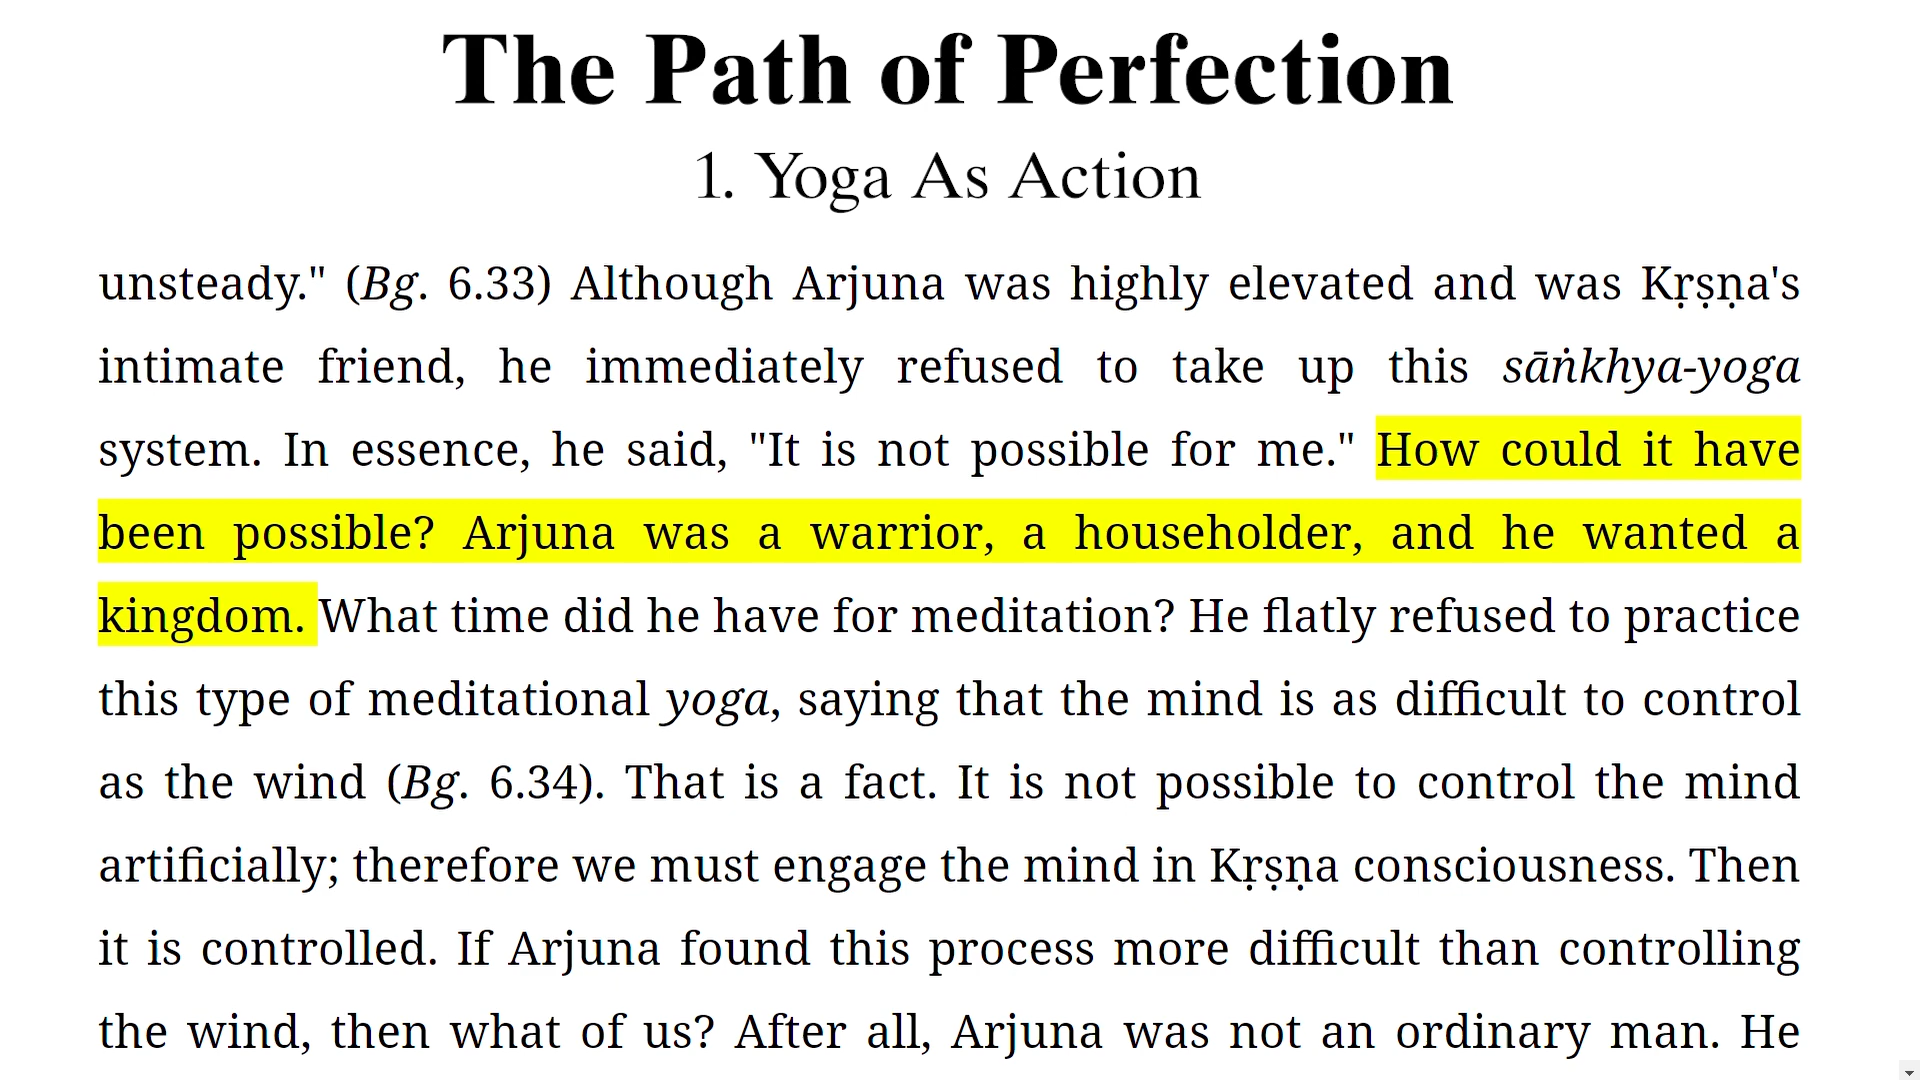 The Path of Perfection
1. Yoga As Action
unsteady." (Bg. 6.33) Although Arjuna was highly elevated and was Kṛṣṇa's
intimate friend, he immediately refused to take up this sāṅkhya-yoga
system. In essence, he said, "It is not possible for me." How could it have
been possible? Arjuna was a warrior, a householder, and he wanted a
kingdom. What time did he have for meditation? He flatly refused to practice
this type of meditational yoga, saying that the mind is as difficult to control
as the wind (Bg. 6.34). That is a fact. It is not possible to control the mind
artificially; therefore we must engage the mind in Kṛṣṇa consciousness. Then
it is controlled. If Arjuna found this process more difficult than controlling
the wind, then what of us? After all, Arjuna was not an ordinary man. He